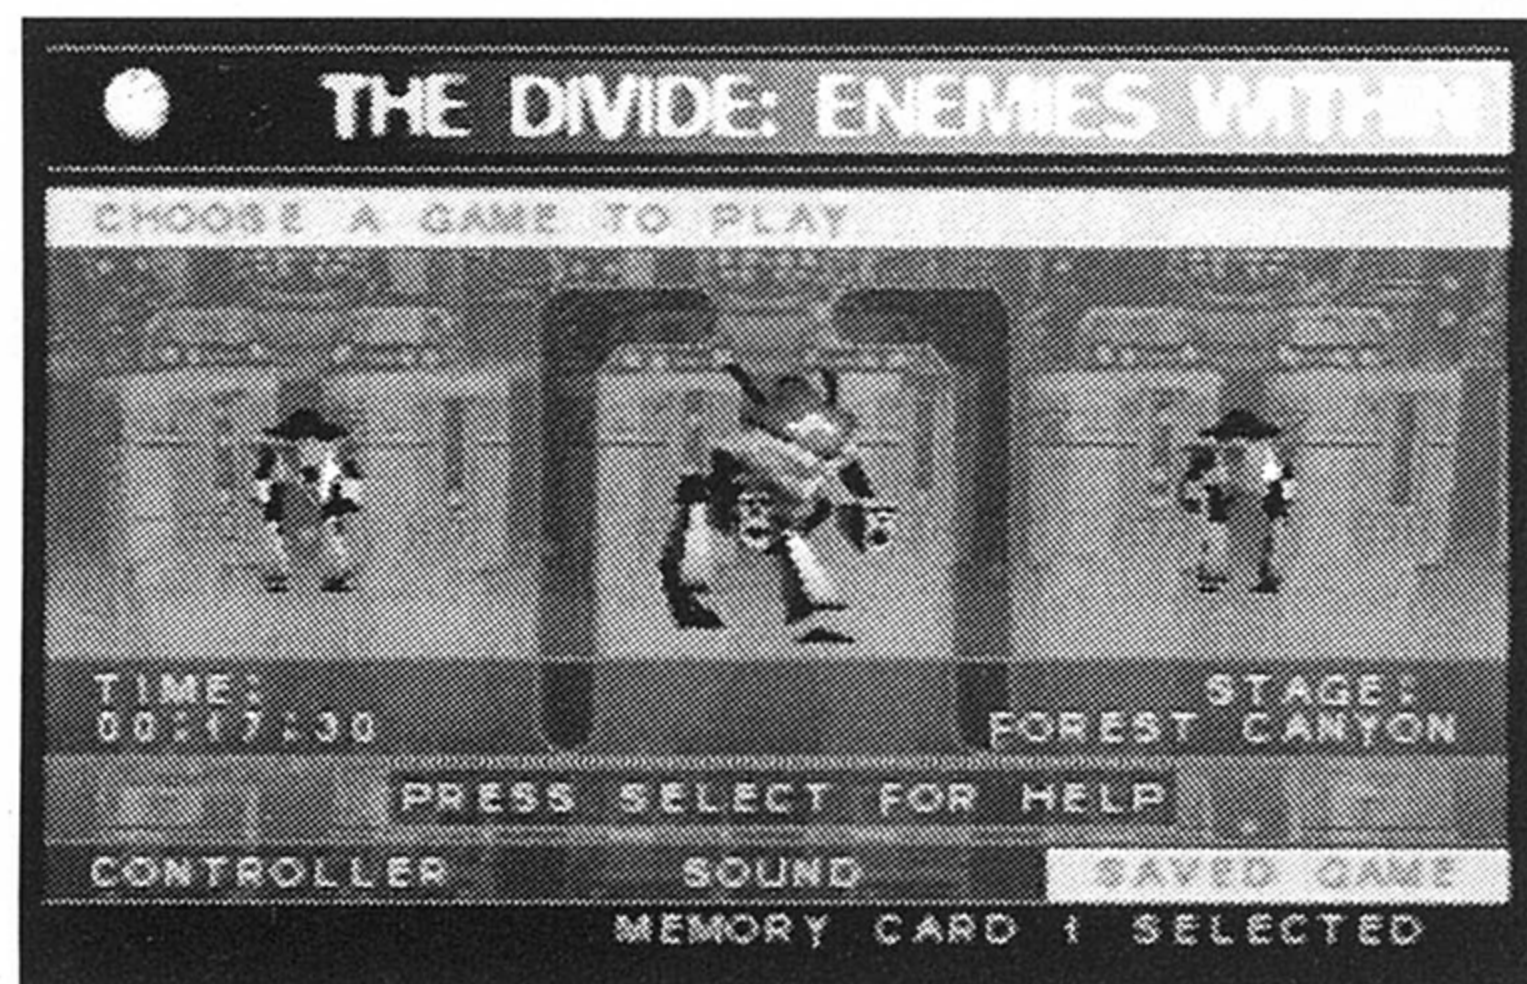 THE DIVIDE: ENEMIES WITHIN
CHOOSE A GAME TO PLAY
TIME:
00:17:30
STAGE:
FOREST CANYON
PRESS SELECT FOR HELP
CONTROLLER SOUND SAVED GAME
MEMORY CARD 1 SELECTED